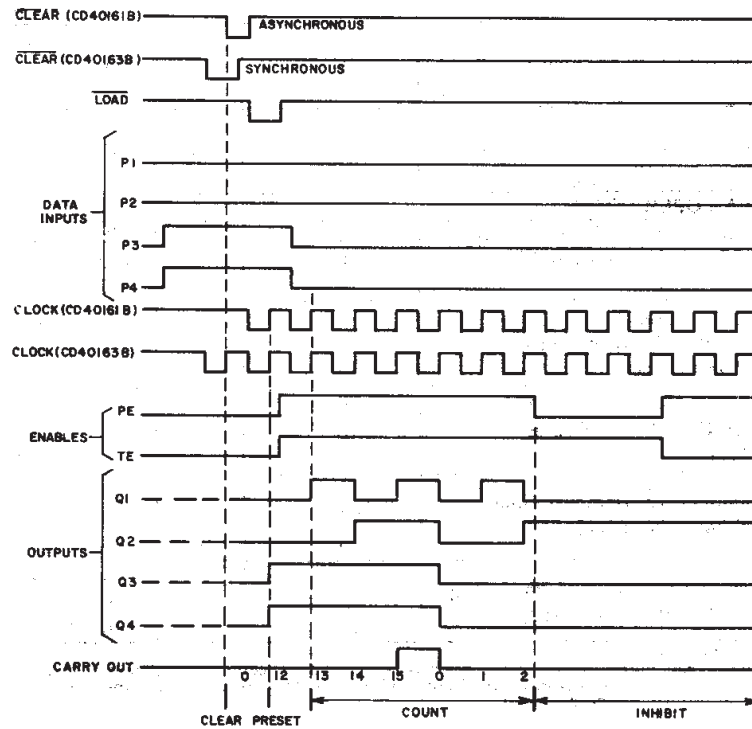 CLEAR (CD40161B)
ASYNCHRONOUS
CLEAR (CD40163B)
SYNCHRONOUS
LOAD
P1
DATA INPUTS
P2
P3
P4
CLOCK (CD40161B)
CLOCK (CD40163B)
PE
ENABLES
TE
Q1
Q2
OUTPUTS
Q3
Q4
CARRY OUT
0 12 13 14 15 0 1 2
CLEAR PRESET COUNT INHIBIT